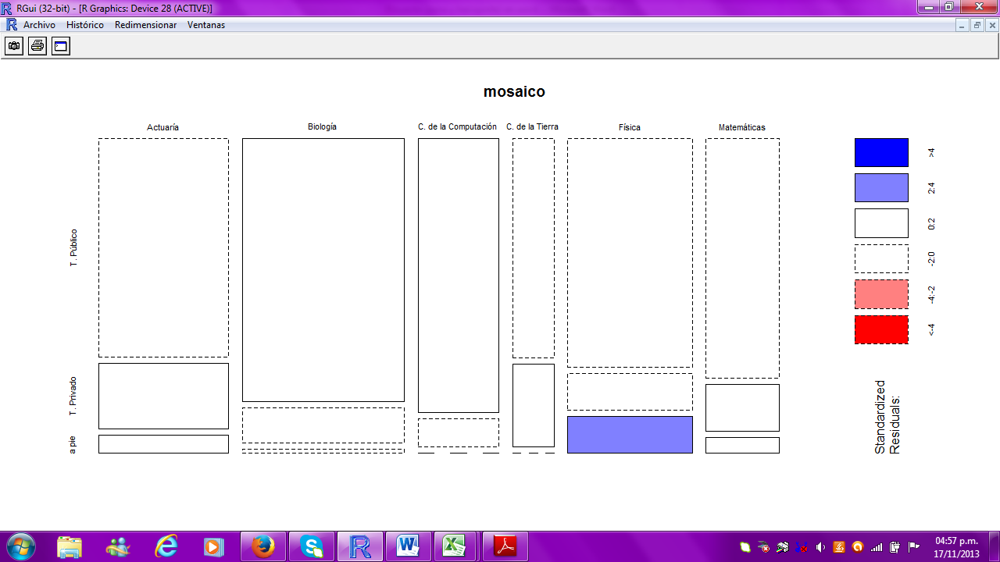 RGui (32-bit) - [R Graphics: Device 28 (ACTIVE)]
R Archivo Histórico Redimensionar Ventanas
mosaico
Actuaría Biología C. de la Computación C. de la Tierra Física Matemáticas
T. Público
T. Privado
a pie
>4
2:4
0:2
-2:0
-4:-2
<-4
Standardized
Residuals:
04:57 p.m.
17/11/2013